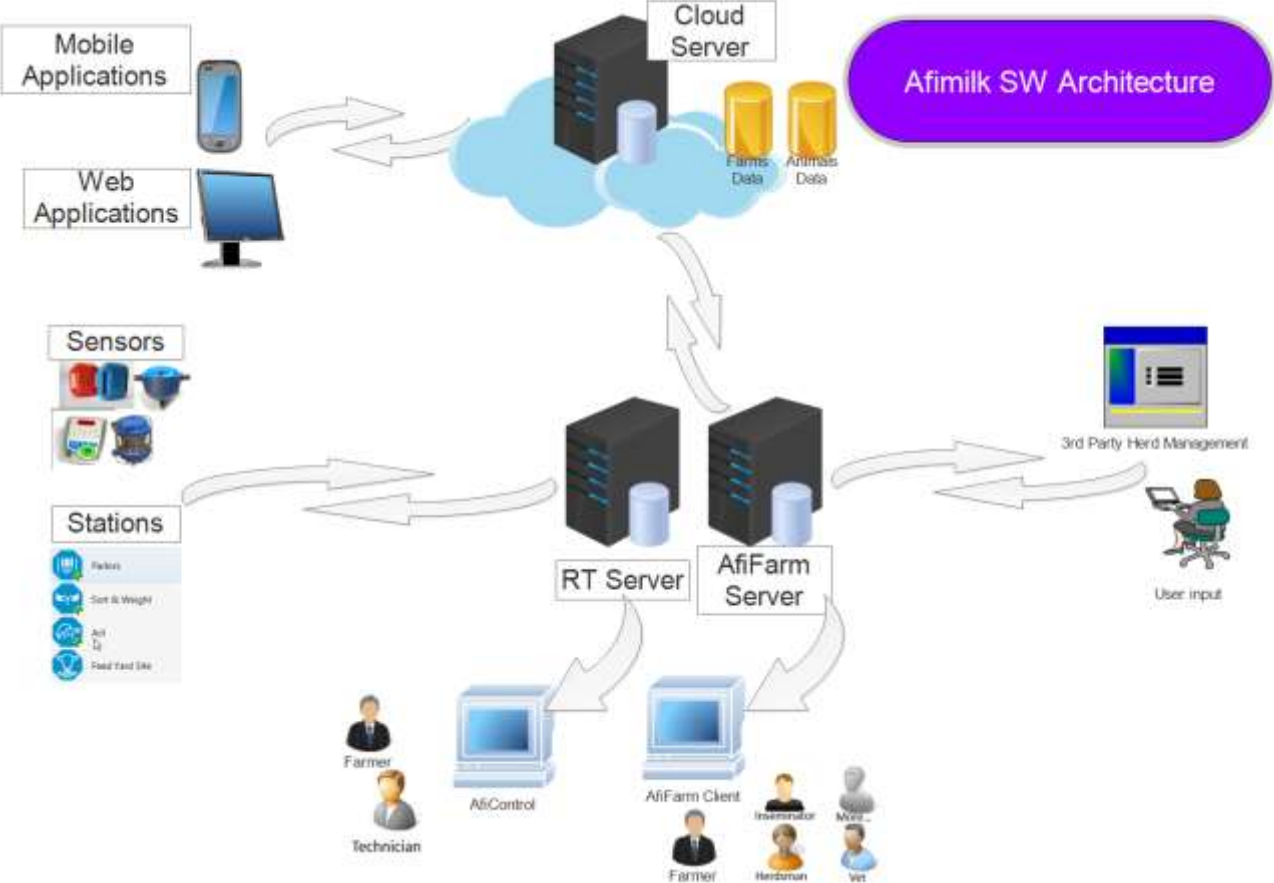 Cloud
Server
Afimilk SW Architecture
Mobile
Applications
Farms
Data
Animals
Data
Web
Applications
Sensors
3rd Party Herd Management
Stations
Parlors
Sort & Weight
Act
Feed Yard Site
User input
RT Server
AfiFarm
Server
Farmer
Technician
AfiControl
AfiFarm Client
Inseminator
More...
Farmer
Herdsman
Vet